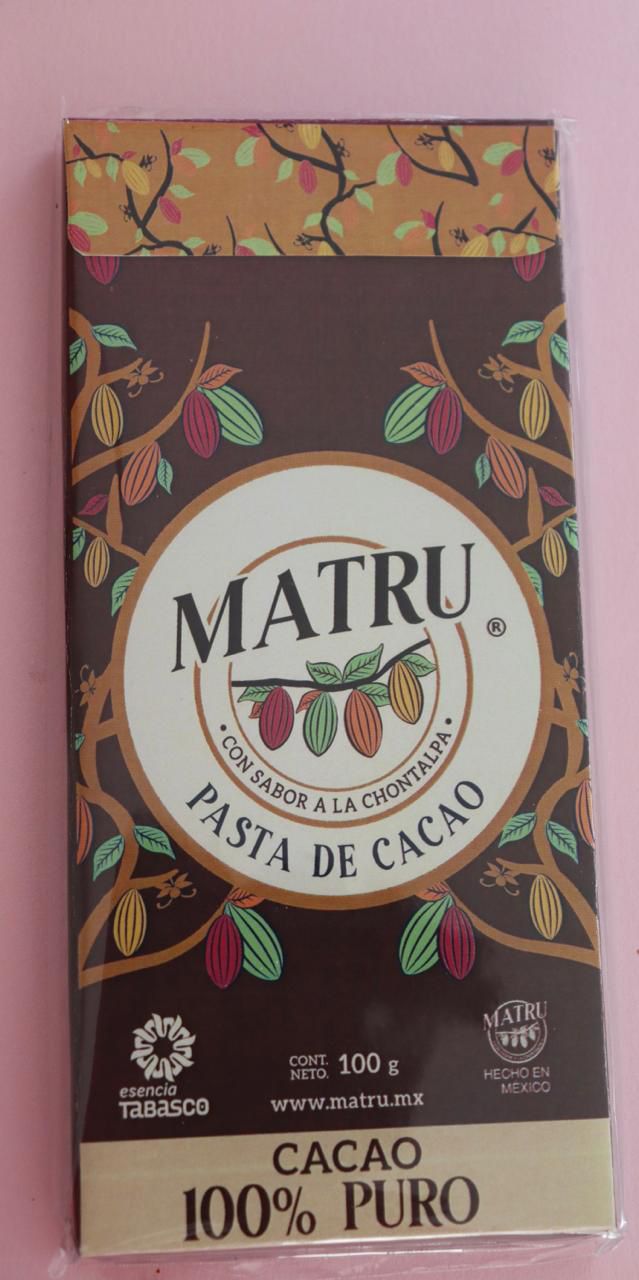 MATRU
®
• CON SABOR A LA CHONTALPA •
PASTA DE CACAO
esencia
TABASCO
CONT.
NETO. 100 g
www.matru.mx
MATRU
HECHO EN
MÉXICO
CACAO
100% PURO